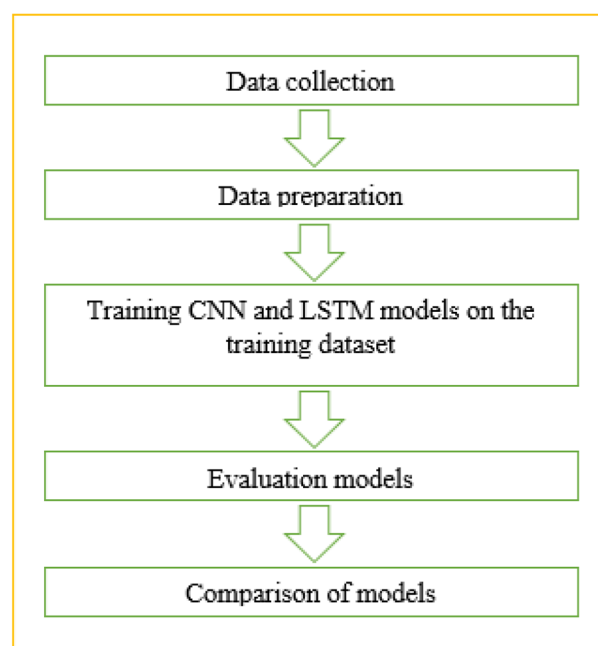 Data collection
Data preparation
Training CNN and LSTM models on the
training dataset
Evaluation models
Comparison of models